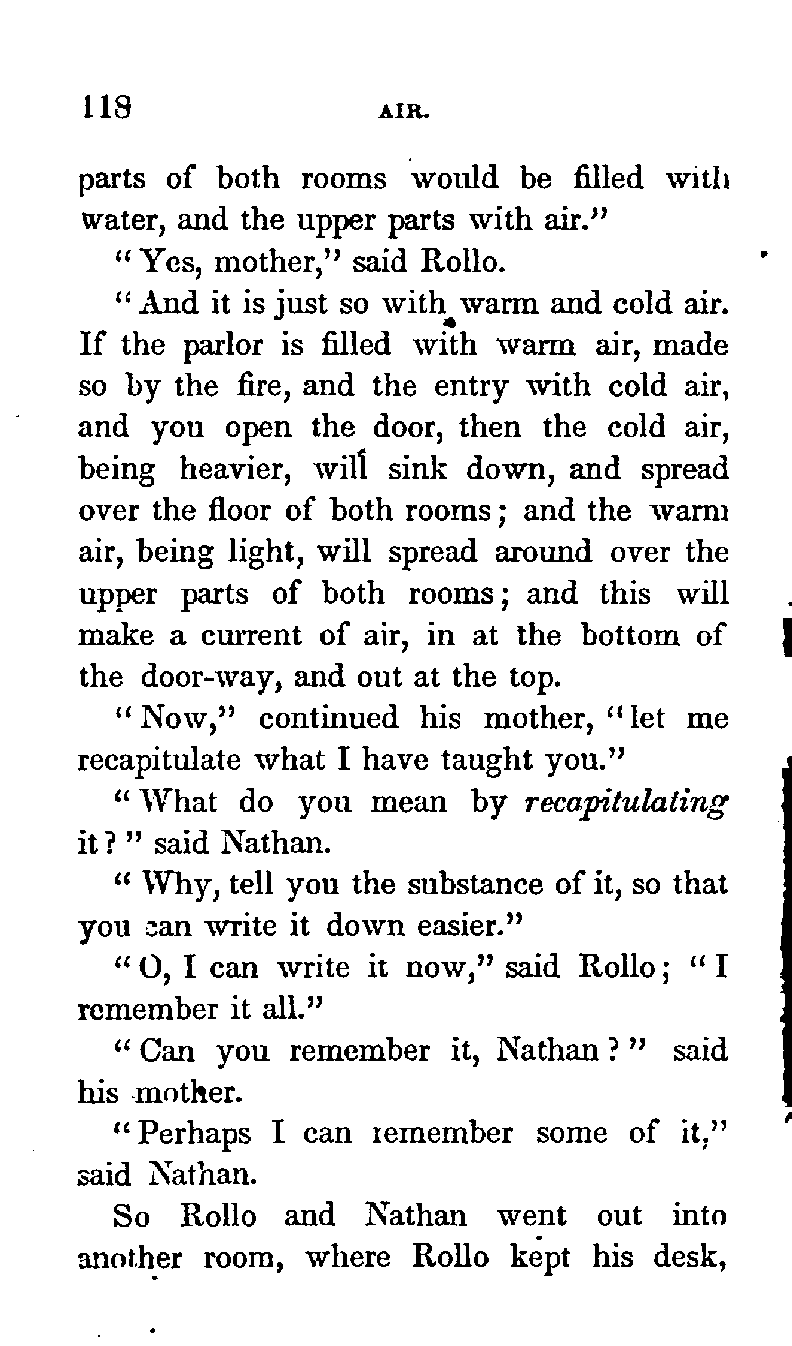 118 AIR.
parts of both rooms would be filled with
water, and the upper parts with air."
"Yes, mother," said Rollo.
"And it is just so with warm and cold air.
If the parlor is filled with warm air, made
so by the fire, and the entry with cold air,
and you open the door, then the cold air,
being heavier, will sink down, and spread
over the floor of both rooms; and the warm
air, being light, will spread around over the
upper parts of both rooms; and this will
make a current of air, in at the bottom of
the door-way, and out at the top.
"Now," continued his mother, "let me
recapitulate what I have taught you."
"What do you mean by recapitulating
it?" said Nathan.
"Why, tell you the substance of it, so that
you can write it down easier."
"O, I can write it now," said Rollo; "I
remember it all."
"Can you remember it, Nathan?" said
his mother.
"Perhaps I can remember some of it,"
said Nathan.
So Rollo and Nathan went out into
another room, where Rollo kept his desk,